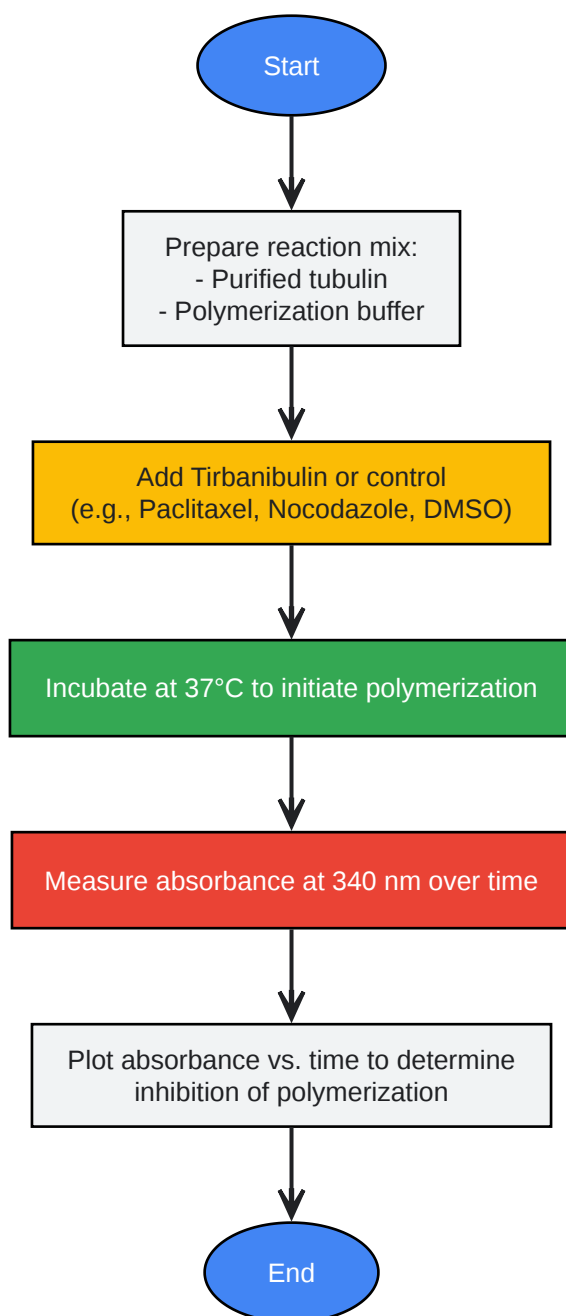 Start
Prepare reaction mix:
- Purified tubulin
- Polymerization buffer
Add Tirbanibulin or control
(e.g., Paclitaxel, Nocodazole, DMSO)
Incubate at 37°C to initiate polymerization
Measure absorbance at 340 nm over time
Plot absorbance vs. time to determine
inhibition of polymerization
End